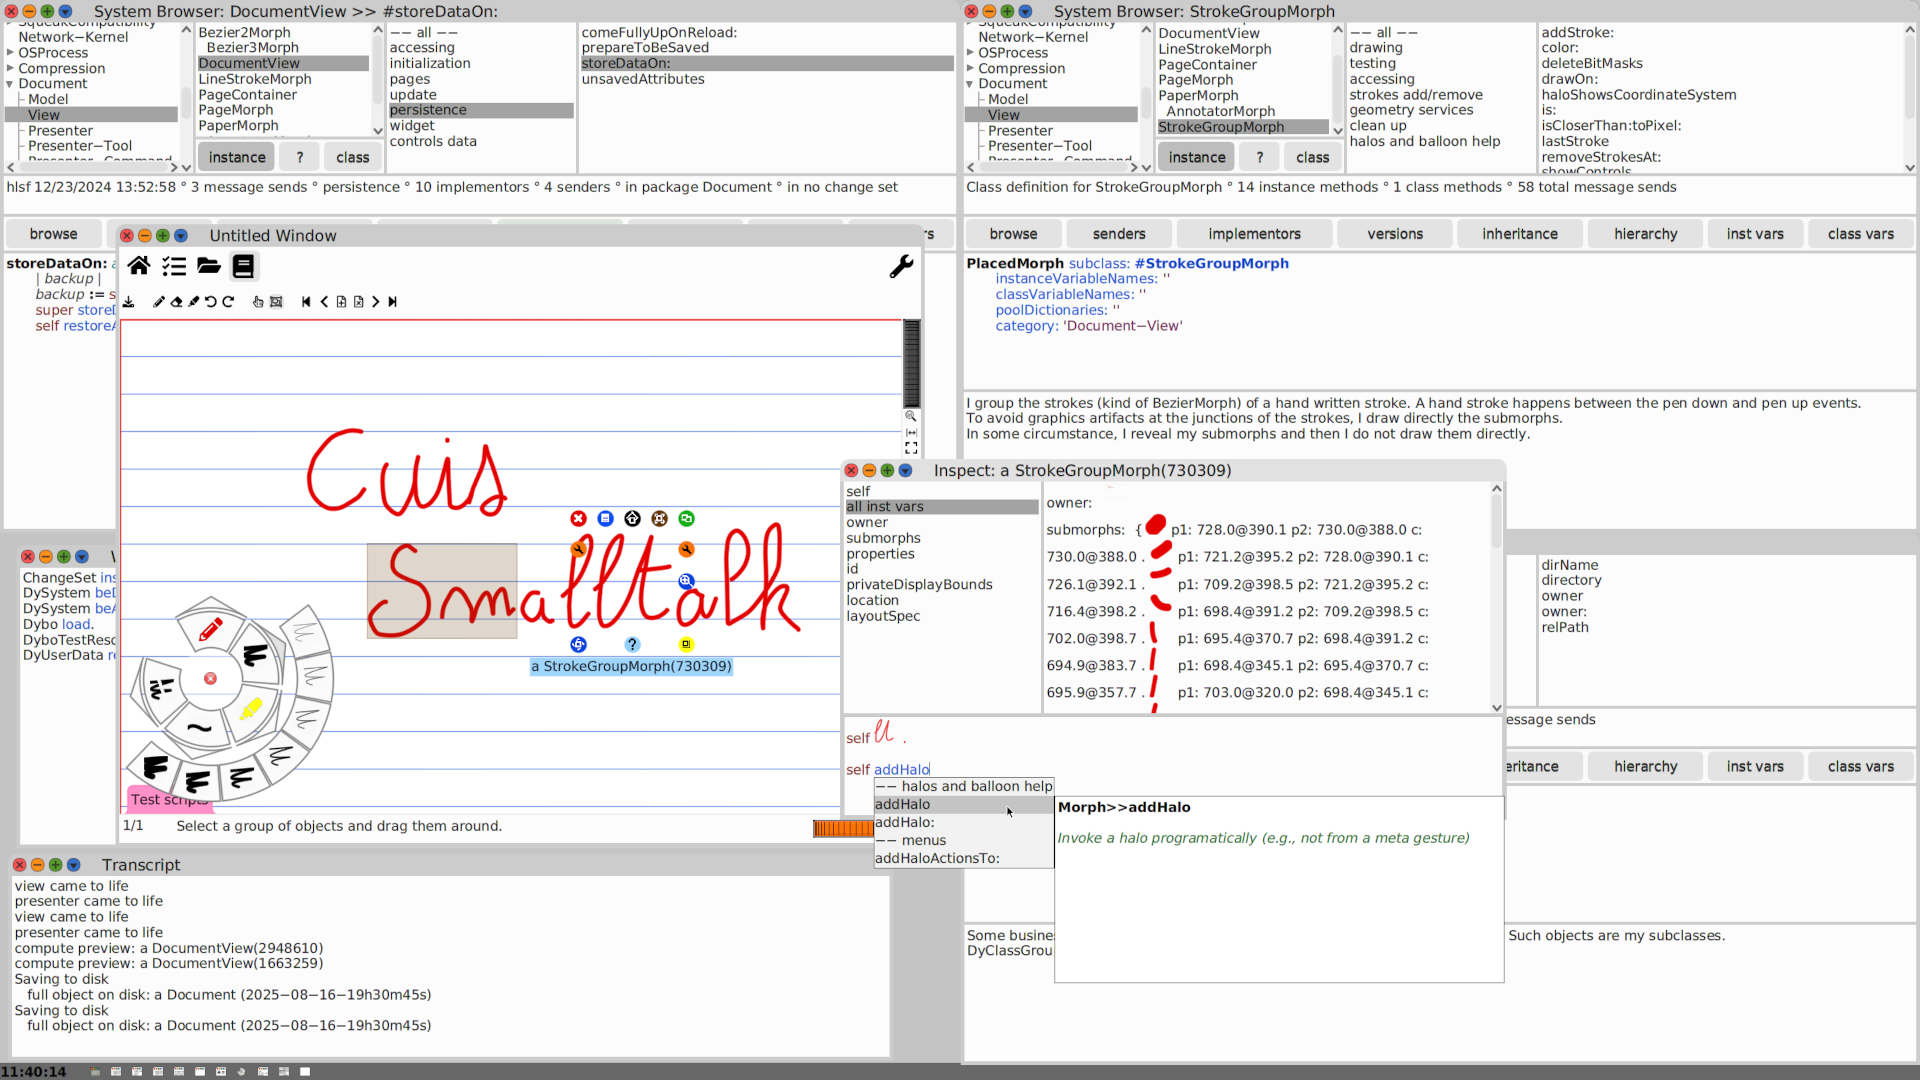 System Browser: DocumentView >> #storeDataOn:
Network−Kernel
OSProcess
Compression
Document
Model
View
Presenter
Presenter−Tool
Bezier2Morph
Bezier3Morph
DocumentView
LineStrokeMorph
PageContainer
PageMorph
PaperMorph
instance ? class
−− all −−
accessing
initialization
pages
update
persistence
widget
controls data
comeFullyUpOnReload:
prepareToBeSaved
storeDataOn:
unsavedAttributes
hlsf 12/23/2024 13:52:58 ° 3 message sends ° persistence ° 10 implementors ° 4 senders ° in package Document ° in no change set
browse
storeDataOn:
| backup |
backup :=
super
self
System Browser: StrokeGroupMorph
SqueakCompatibility
Network−Kernel
OSProcess
Compression
Document
Model
View
Presenter
Presenter−Tool
Presenter−Command
DocumentView
LineStrokeMorph
PageContainer
PageMorph
PaperMorph
AnnotatorMorph
StrokeGroupMorph
instance ? class
−− all −−
drawing
testing
accessing
strokes add/remove
geometry services
clean up
halos and balloon help
addStroke:
color:
deleteBitMasks
drawOn:
haloShowsCoordinateSystem
is:
isCloserThan:toPixel:
lastStroke
removeStrokesAt:
showControls
Class definition for StrokeGroupMorph ° 14 instance methods ° 1 class methods ° 58 total message sends
browse senders implementors versions inheritance hierarchy inst vars class vars
PlacedMorph subclass: #StrokeGroupMorph
instanceVariableNames: ''
classVariableNames: ''
poolDictionaries: ''
category: 'Document−View'
I group the strokes (kind of BezierMorph) of a hand written stroke. A hand stroke happens between the pen down and pen up events.
To avoid graphics artifacts at the junctions of the strokes, I draw directly the submorphs.
In some circumstance, I reveal my submorphs and then I do not draw them directly.
Untitled Window
Cuis
Smalltalk
a StrokeGroupMorph(730309)
Test scripts
1/1 Select a group of objects and drag them around.
ChangeSet
DySystem
DySystem
Dybo load.
DyboTestReso
DyUserData
Inspect: a StrokeGroupMorph(730309)
self
all inst vars
owner
submorphs
properties
id
privateDisplayBounds
location
layoutSpec
owner:
submorphs: { p1: 728.0@390.1 p2: 730.0@388.0 c:
730.0@388.0 . p1: 721.2@395.2 p2: 728.0@390.1 c:
726.1@392.1 . p1: 709.2@398.5 p2: 721.2@395.2 c:
716.4@398.2 . p1: 698.4@391.2 p2: 709.2@398.5 c:
702.0@398.7 . p1: 695.4@370.7 p2: 698.4@391.2 c:
694.9@383.7 . p1: 698.4@345.1 p2: 695.4@370.7 c:
695.9@357.7 . p1: 703.0@320.0 p2: 698.4@345.1 c:
self .
self addHalo
−− halos and balloon help
addHalo
addHalo:
−− menus
addHaloActionsTo:
Morph>>addHalo
Invoke a halo programatically (e.g., not from a meta gesture)
dirName
directory
owner
owner:
relPath
essage sends
eritance hierarchy inst vars class vars
Some busine
DyClassGrou
Such objects are my subclasses.
Transcript
view came to life
presenter came to life
view came to life
presenter came to life
compute preview: a DocumentView(2948610)
compute preview: a DocumentView(1663259)
Saving to disk
full object on disk: a Document (2025−08−16−19h30m45s)
Saving to disk
full object on disk: a Document (2025−08−16−19h30m45s)
11:40:14